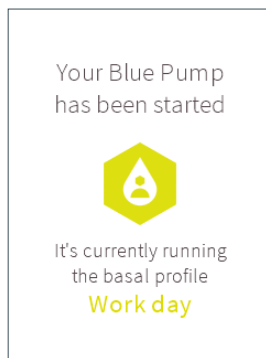 Your Blue Pump
has been started
It's currently running
the basal profile
Work day